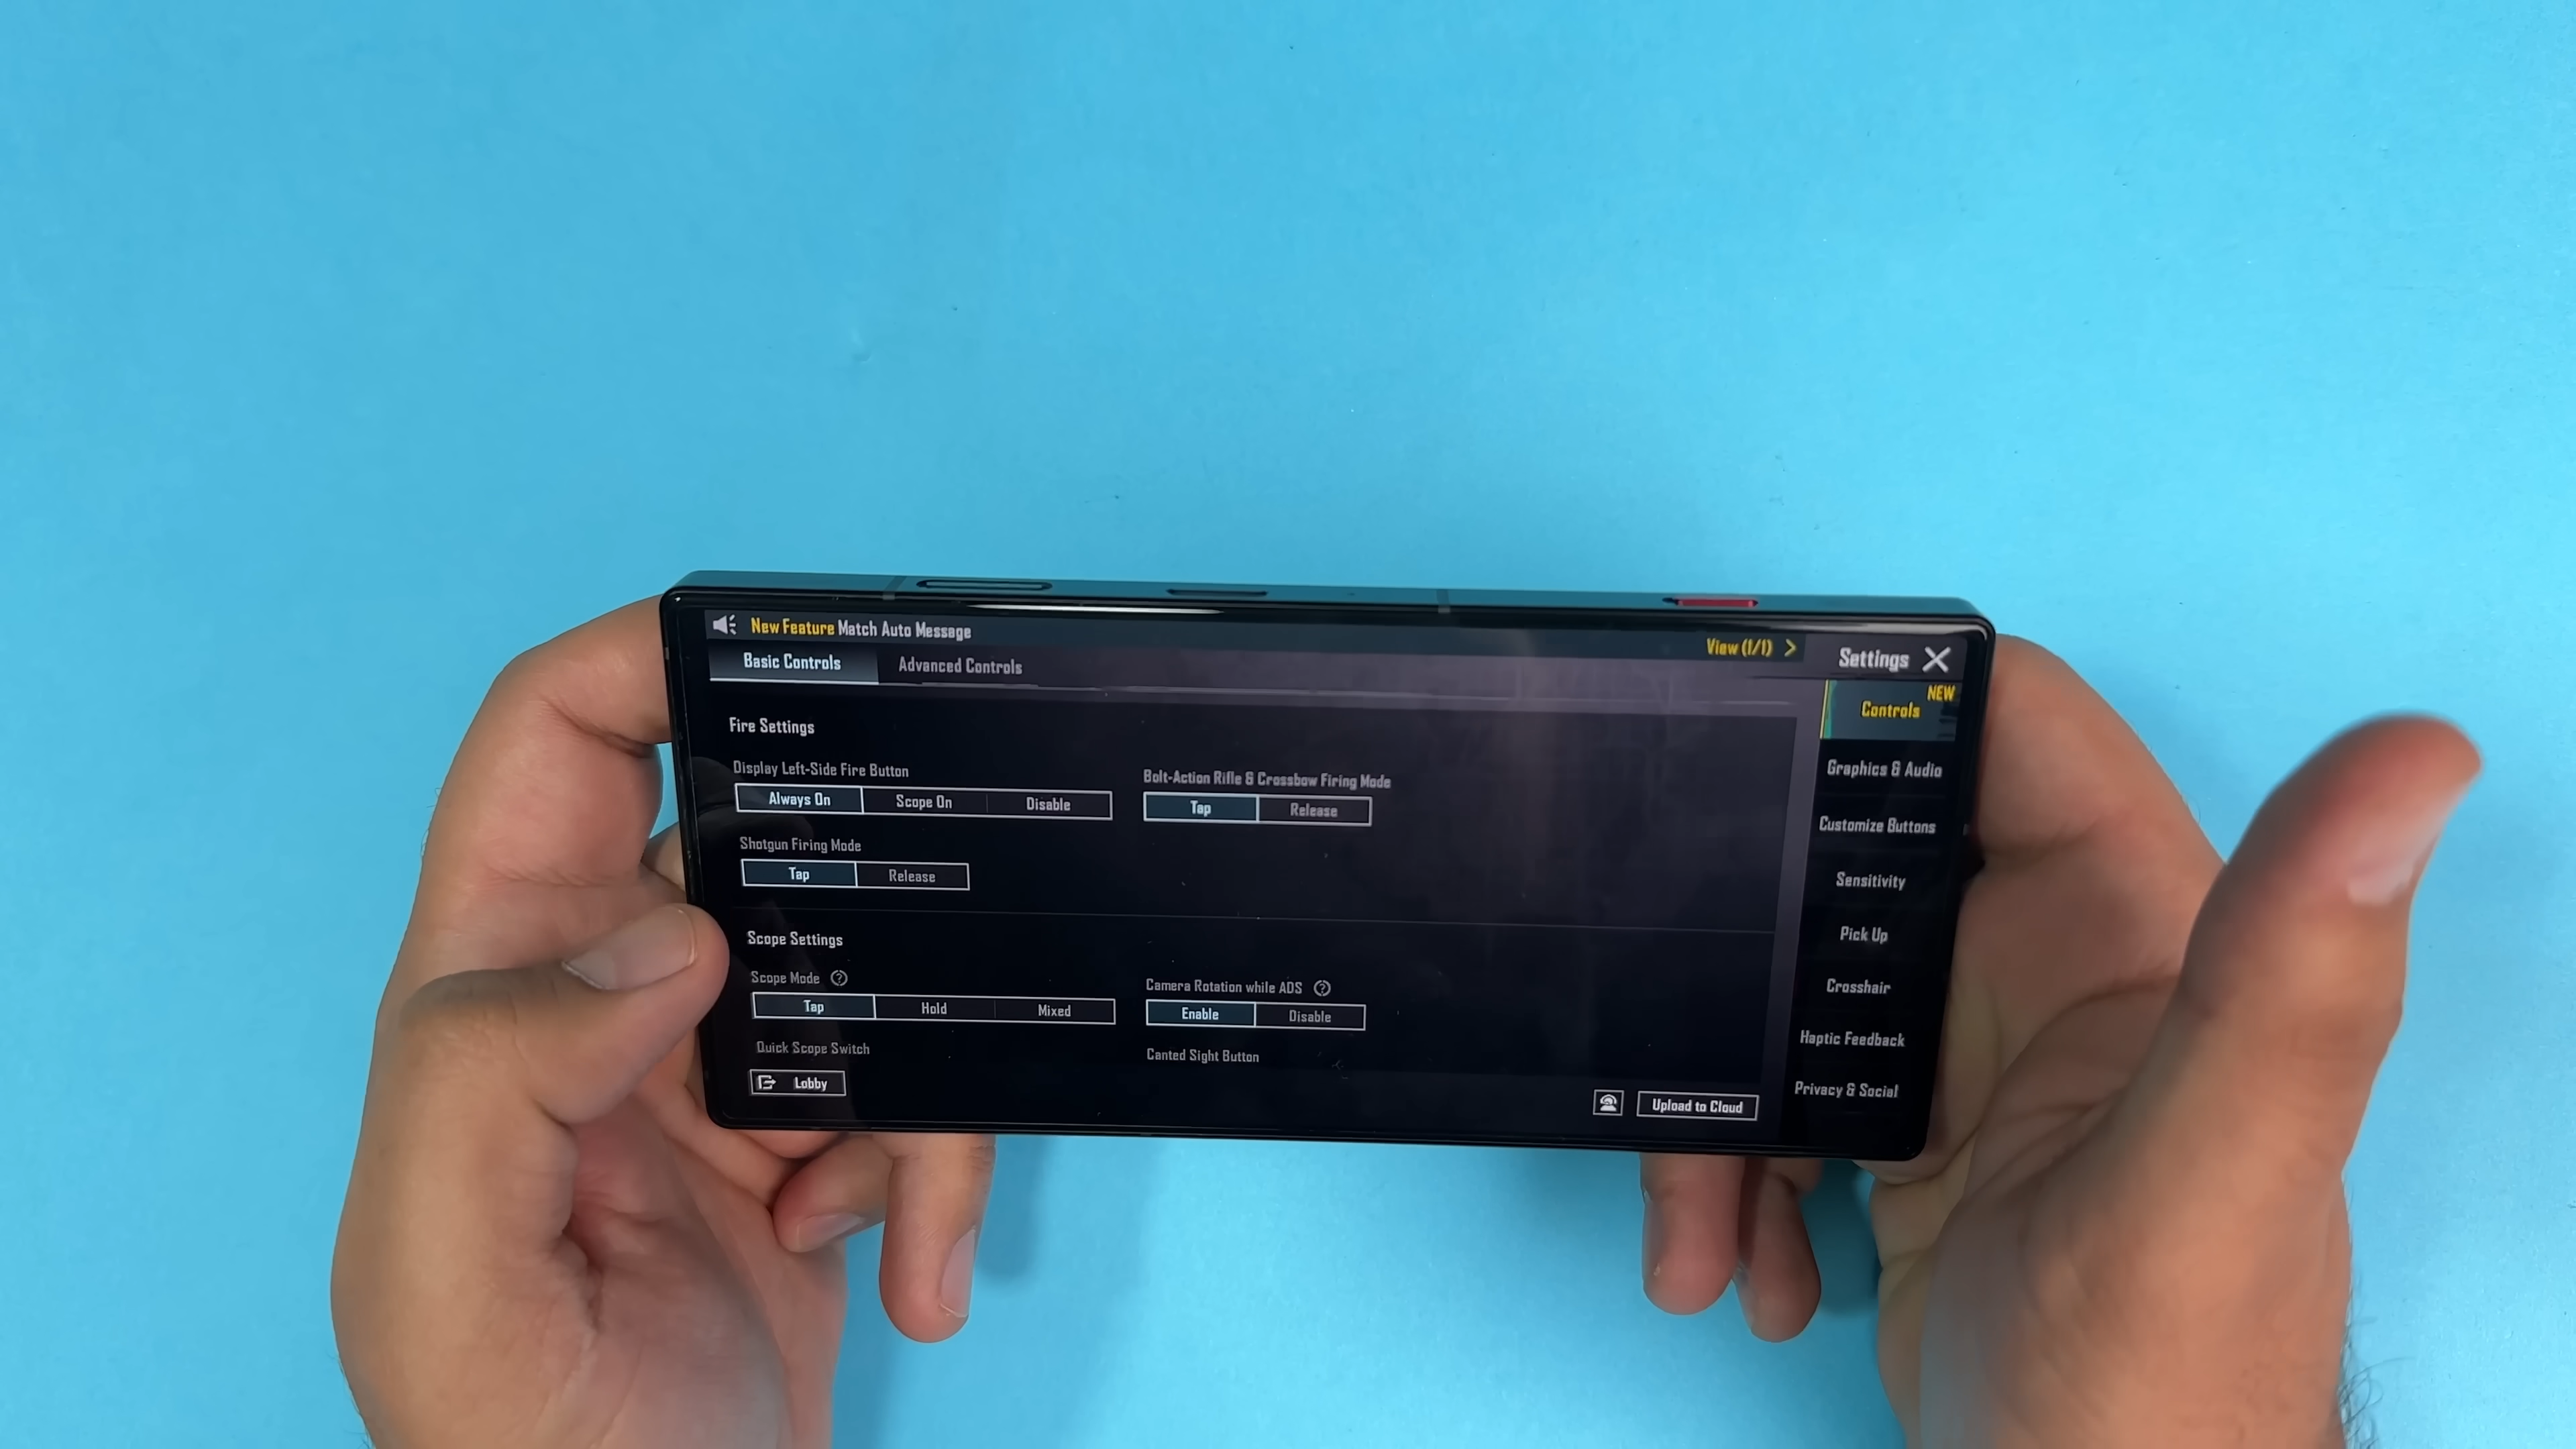 New Feature Match Auto Message
View (1/1) >
Settings
Basic Controls
Advanced Controls
Fire Settings
Display Left-Side Fire Button
Always On
Scope On
Disable
Bolt-Action Rifle & Crossbow Firing Mode
Tap
Release
Shotgun Firing Mode
Tap
Release
Scope Settings
Scope Mode ?
Tap
Hold
Mixed
Camera Rotation while ADS ?
Enable
Disable
Quick Scope Switch
Canted Sight Button
Lobby
Upload to Cloud
NEW
Controls
Graphics & Audio
Customize Buttons
Sensitivity
Pick Up
Crosshair
Haptic Feedback
Privacy & Social